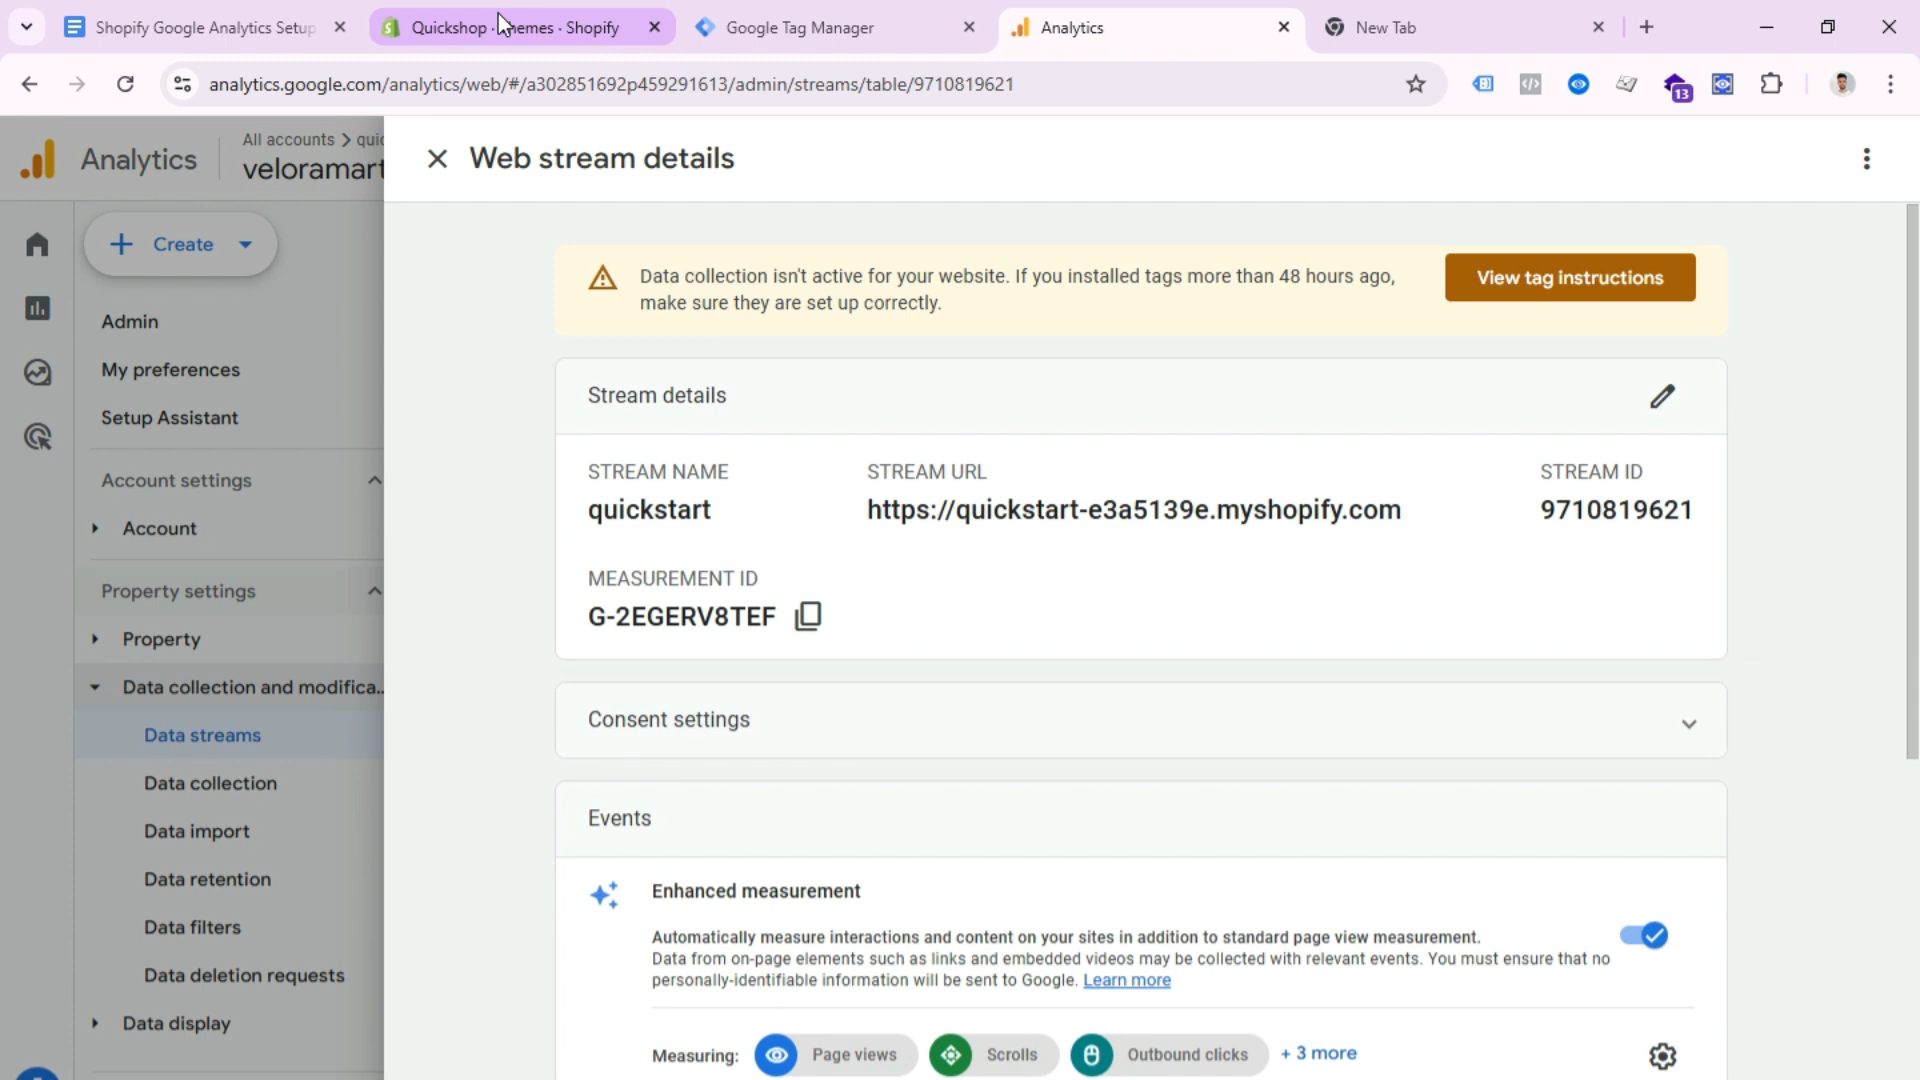 Shopify Google Analytics Setup
Quickshop · Themes · Shopify
Google Tag Manager
Analytics
New Tab
analytics.google.com/analytics/web/#/a302851692p459291613/admin/streams/table/9710819621
13
Analytics
All accounts > quic
veloramart
Web stream details
Create
Admin
My preferences
Setup Assistant
Account settings
Account
Property settings
Property
Data collection and modifica...
Data streams
Data collection
Data import
Data retention
Data filters
Data deletion requests
Data display
Data collection isn't active for your website. If you installed tags more than 48 hours ago,
make sure they are set up correctly.
View tag instructions
Stream details
STREAM NAME
quickstart
STREAM URL
https://quickstart-e3a5139e.myshopify.com
STREAM ID
9710819621
MEASUREMENT ID
G-2EGERV8TEF
Consent settings
Events
Enhanced measurement
Automatically measure interactions and content on your sites in addition to standard page view measurement.
Data from on-page elements such as links and embedded videos may be collected with relevant events. You must ensure that no
personally-identifiable information will be sent to Google. Learn more
Measuring:
Page views
Scrolls
Outbound clicks
+ 3 more